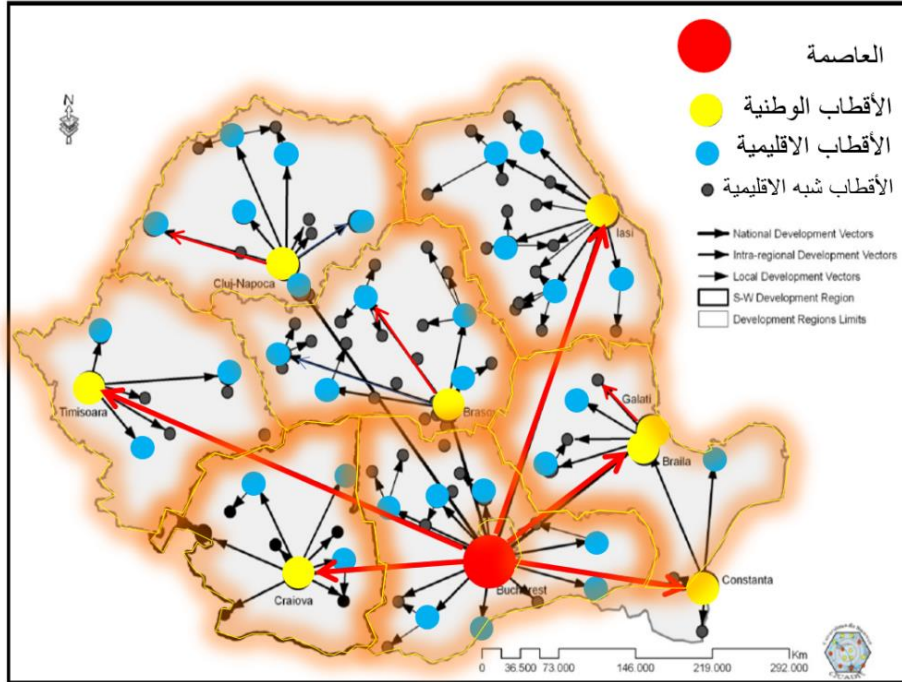 العاصمة
الأقطاب الوطنية
الأقطاب الاقليمية
الأقطاب شبه الاقليمية
N
Iasi
National Development Vectors
Intra-regional Development Vectors
Local Development Vectors
S-W Development Region
Development Regions Limits
Cluj-Napoca
Timisoara
Brasov
Galati
Braila
Constanta
Bucharest
Craiova
Km
0 36.500 73.000 146.000 219.000 292.000